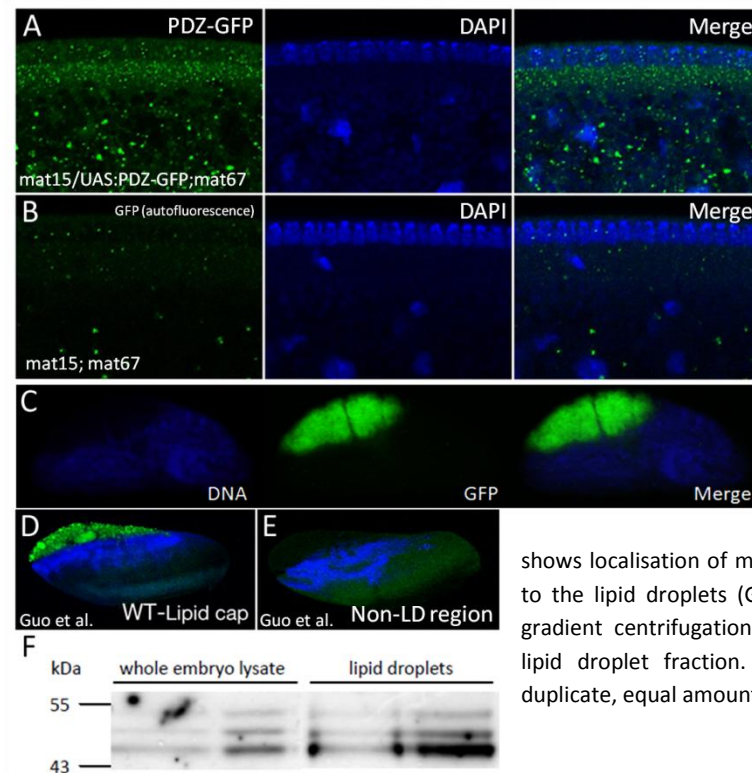 A PDZ-GFP DAPI Merge
mat15/UAS:PDZ-GFP;mat67
B GFP (autofluorescence) DAPI Merge
mat15; mat67
C DNA GFP Merge
D Guo et al. WT-Lipid cap
E Guo et al. Non-LD region
shows localisation of m
to the lipid droplets (
gradient centrifugation
lipid droplet fraction.
duplicate, equal amount
F
kDa whole embryo lysate lipid droplets
55
43